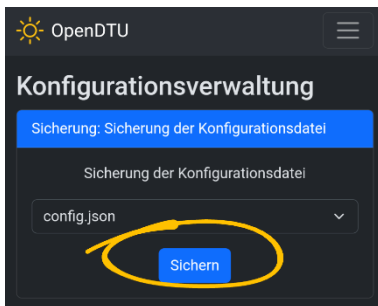 OpenDTU
Konfigurationsverwaltung
Sicherung: Sicherung der Konfigurationsdatei
Sicherung der Konfigurationsdatei
config.json
Sichern